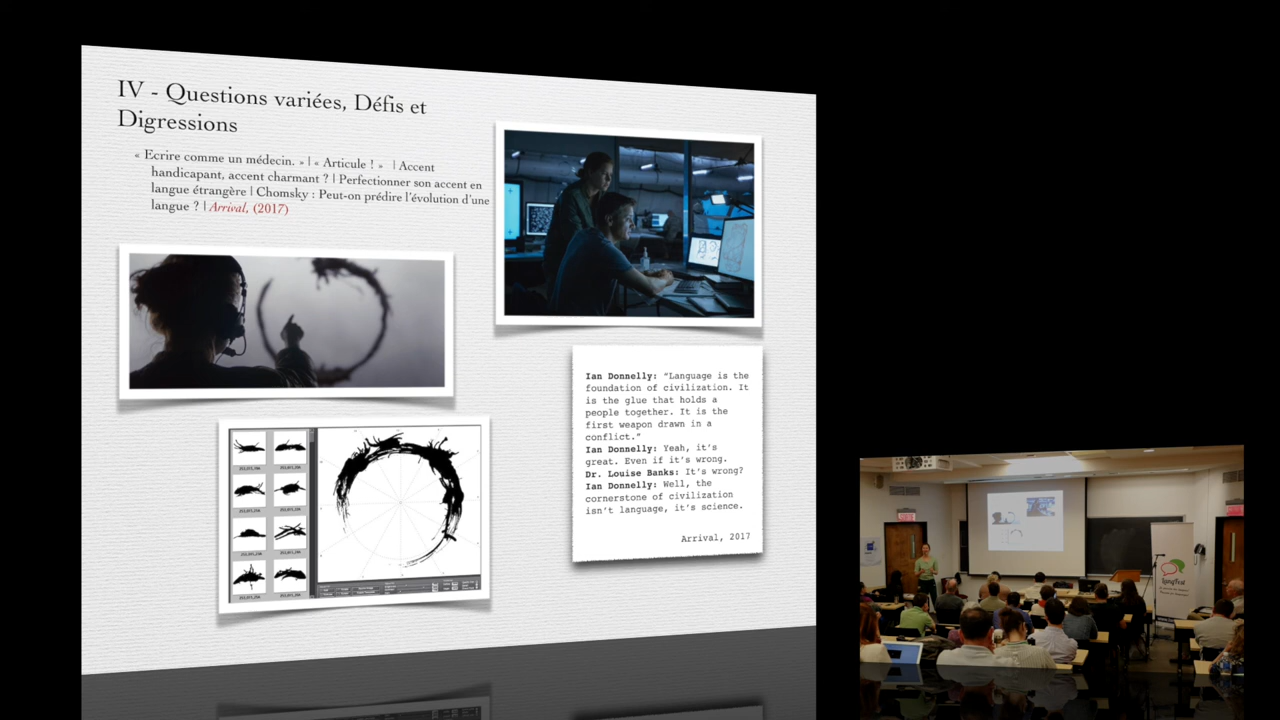 IV - Questions variées, Défis et
Digressions
« Ecrire comme un médecin. » | « Articule ! » | Accent
handicapant, accent charmant ? | Perfectionner son accent en
langue étrangère | Chomsky : Peut-on prédire l'évolution d'une
langue ? | Arrival, (2017)
Ian Donnelly: “Language is the
foundation of civilization. It
is the glue that holds a
people together. It is the
first weapon drawn in a
conflict.”
Ian Donnelly: Yeah, it's
great. Even if it's wrong.
Dr. Louise Banks: It's wrong?
Ian Donnelly: Well, the
cornerstone of civilization
isn't language, it's science.
Arrival, 2017
LangFest